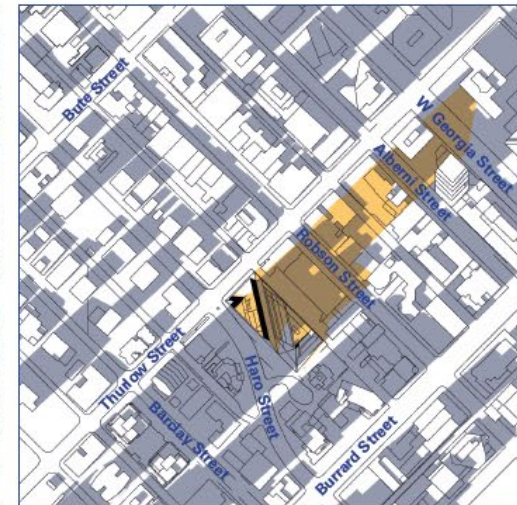 Bute Street
W Georgia Street
Alberni Street
Robson Street
Thurlow Street
Haro Street
Barclay Street
Burrard Street